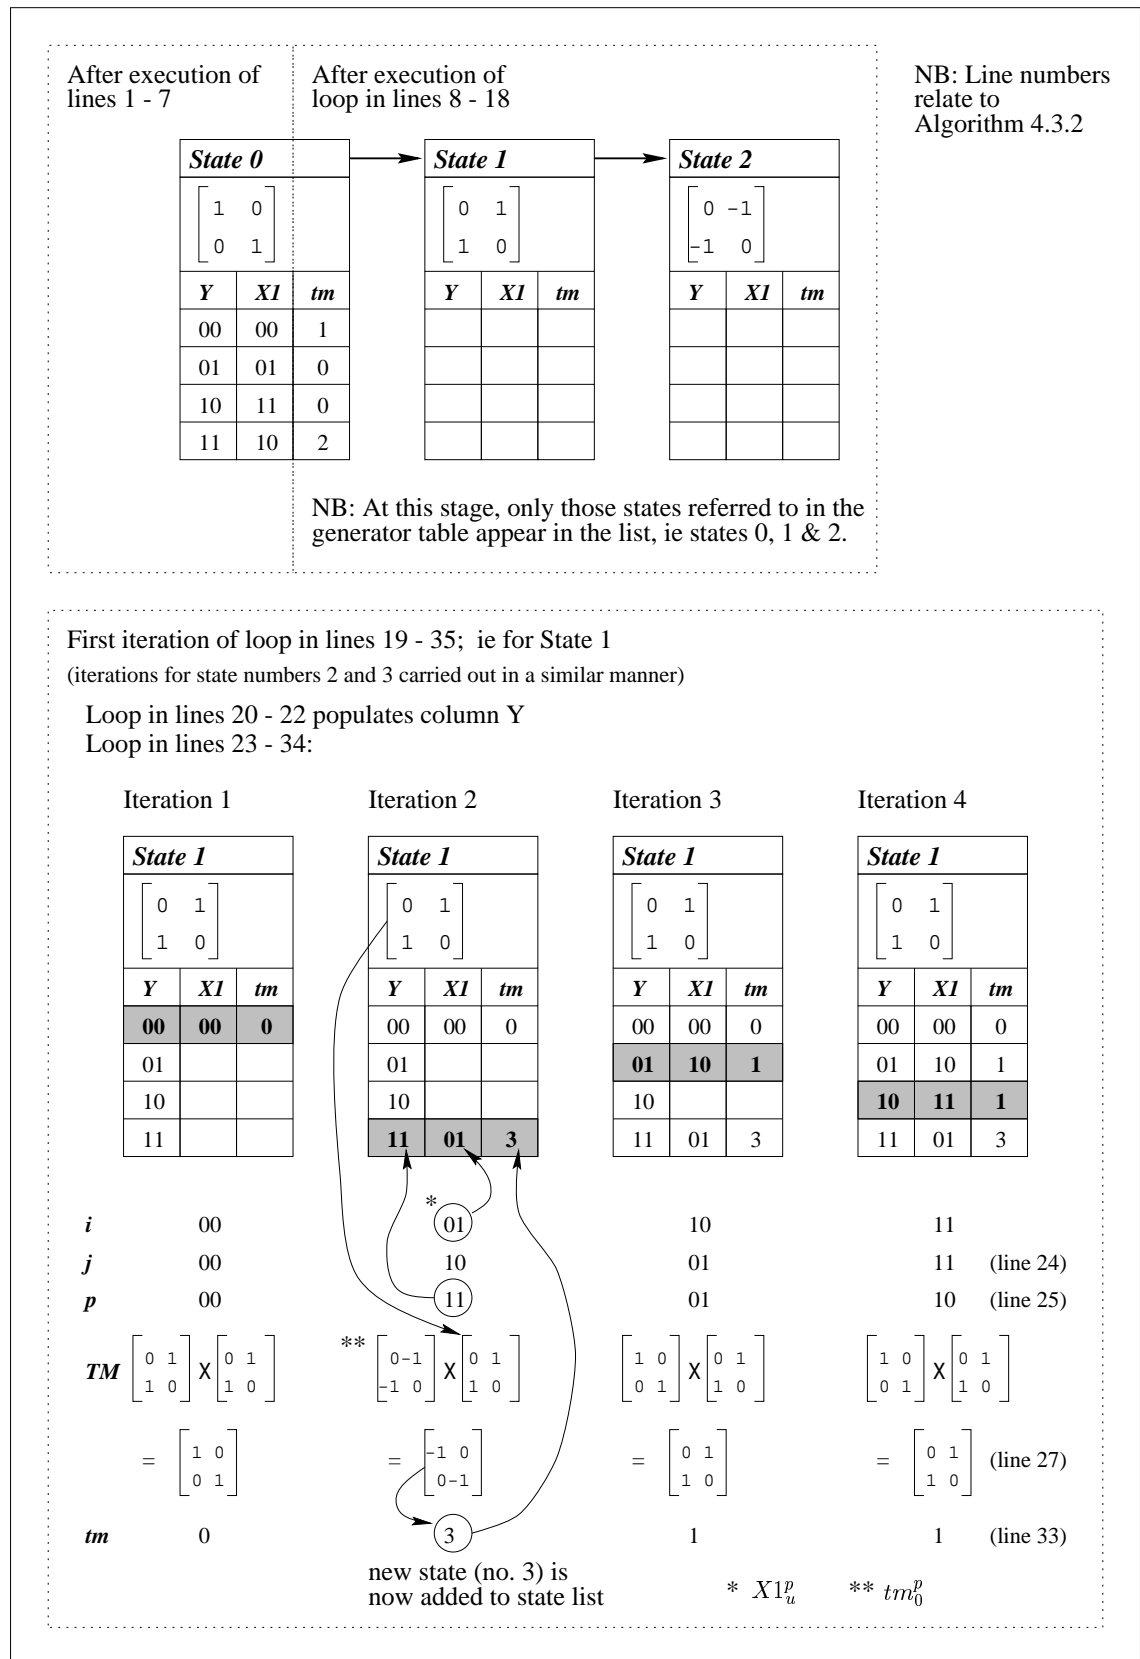 After execution of
lines 1 - 7
After execution of
loop in lines 8 - 18
NB: Line numbers
relate to
Algorithm 4.3.2
State 0
1 0
0 1
Y X1 tm
00 00 1
01 01 0
10 11 0
11 10 2
State 1
0 1
1 0
Y X1 tm
State 2
0 -1
-1 0
Y X1 tm
NB: At this stage, only those states referred to in the
generator table appear in the list, ie states 0, 1 & 2.
First iteration of loop in lines 19 - 35; ie for State 1
(iterations for state numbers 2 and 3 carried out in a similar manner)
Loop in lines 20 - 22 populates column Y
Loop in lines 23 - 34:
Iteration 1 Iteration 2 Iteration 3 Iteration 4
State 1
0 1
1 0
Y X1 tm
00 00 0
01
10
11
State 1
0 1
1 0
Y X1 tm
00 00 0
01
10
11 01 3
State 1
0 1
1 0
Y X1 tm
00 00 0
01 10 1
10
11 01 3
State 1
0 1
1 0
Y X1 tm
00 00 0
01 10 1
10 11 1
11 01 3
i 00 * 01 10 11
j 00 10 01 11 (line 24)
p 00 11 01 10 (line 25)
** 
0 1 0 1 0-1 0 1 1 0 0 1 1 0 0 1
TM X X X X
1 0 1 0 -1 0 1 0 0 1 1 0 0 1 1 0
1 0 -1 0 0 1 0 1
= = = = (line 27)
0 1 0-1 1 0 1 0
tm 0 3 1 1 (line 33)
new state (no. 3) is
now added to state list
* X1_u^p ** tm_0^p